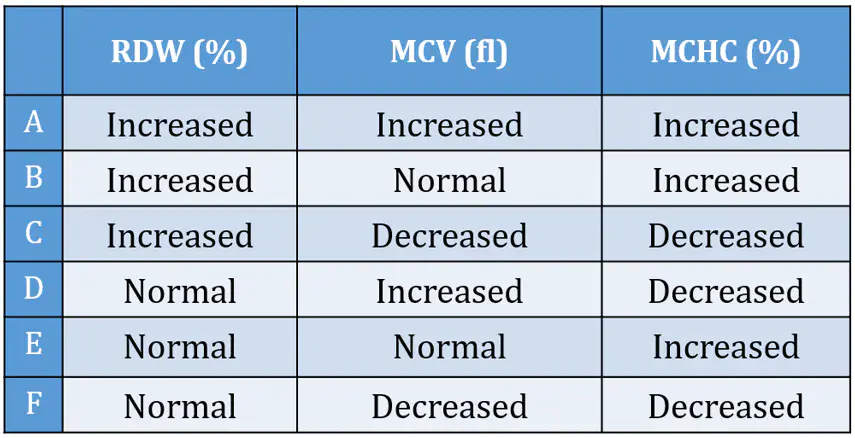 RDW (%) MCV (fl) MCHC (%)
A Increased Increased Increased
B Increased Normal Increased
C Increased Decreased Decreased
D Normal Increased Decreased
E Normal Normal Increased
F Normal Decreased Decreased